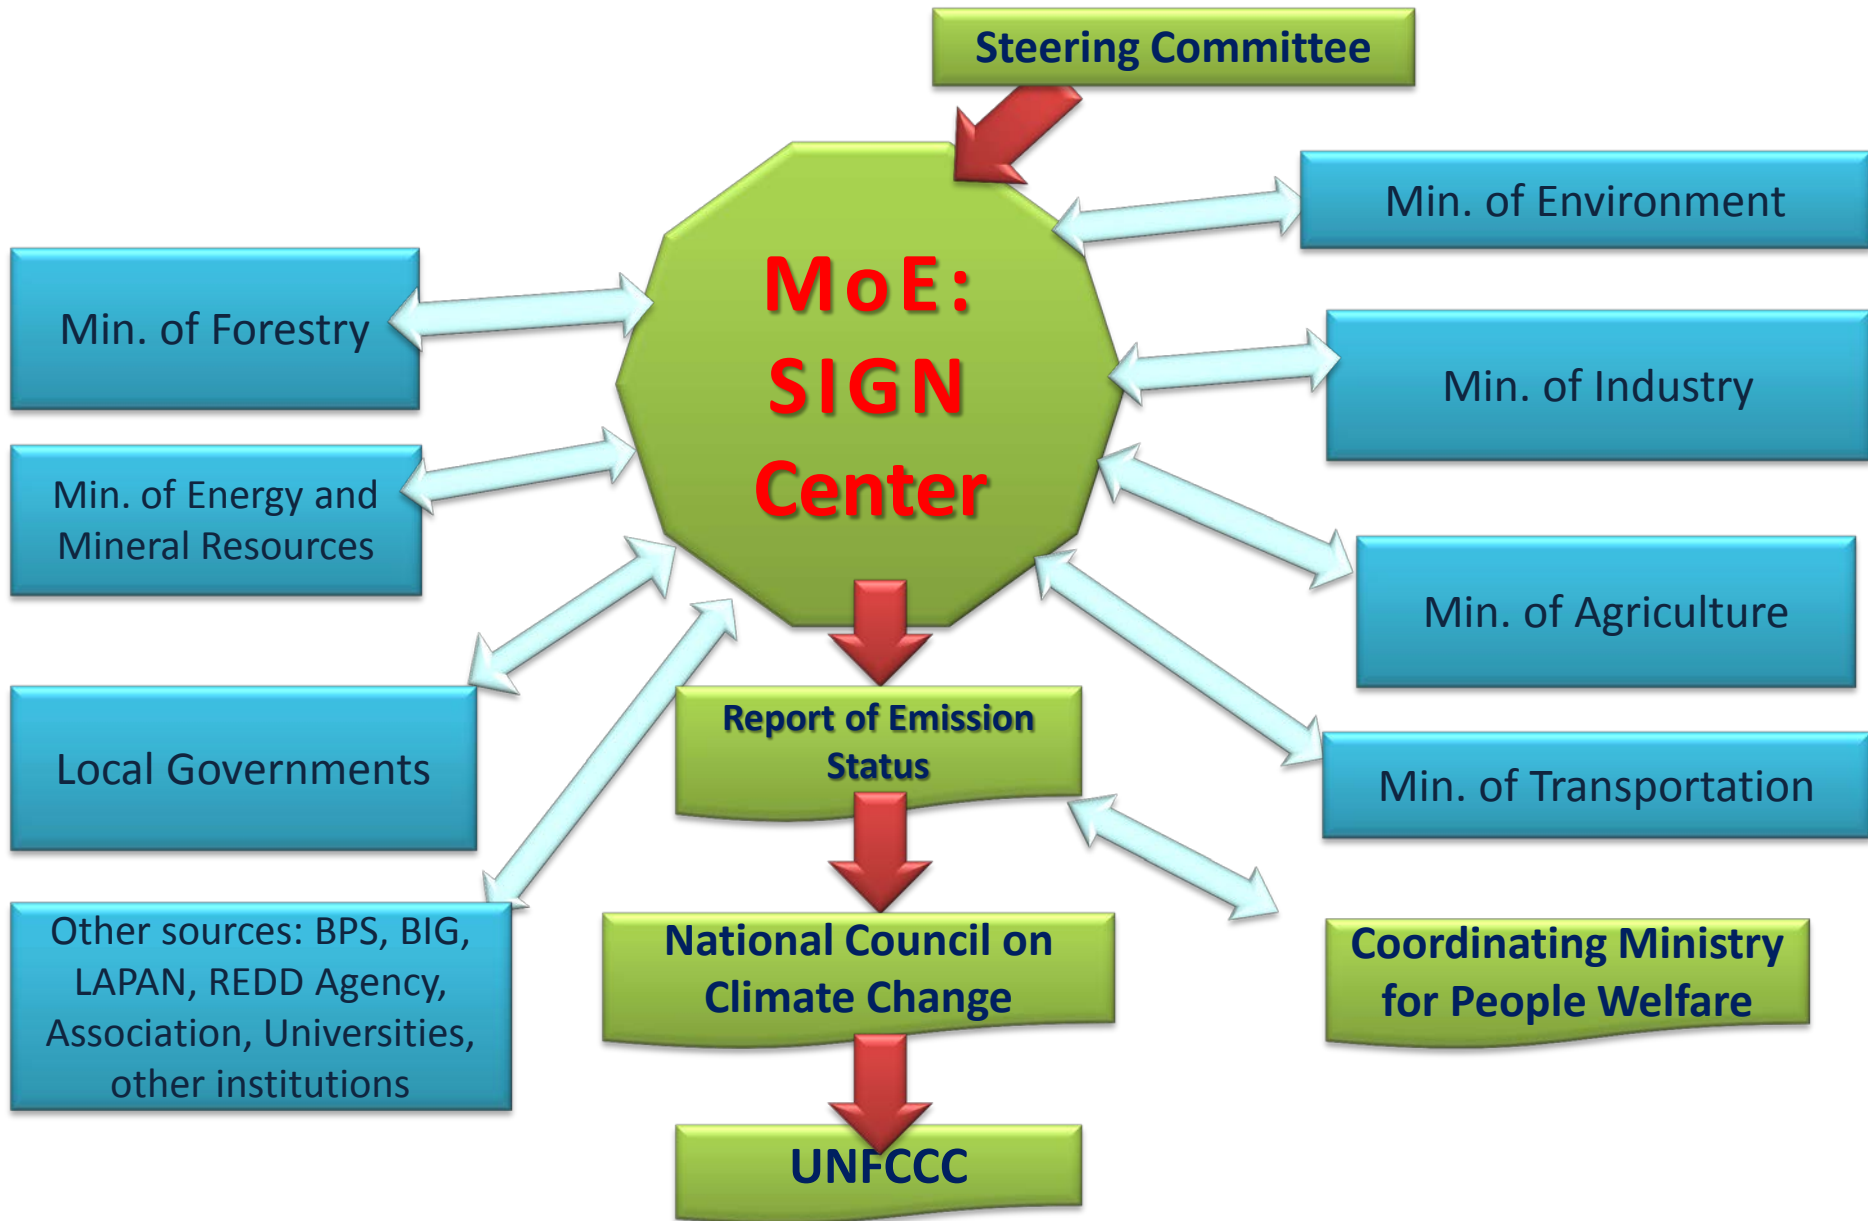 Steering Committee
Min. of Environment
MoE:
SIGN
Center
Min. of Forestry
Min. of Industry
Min. of Energy and
Mineral Resources
Min. of Agriculture
Local Governments
Report of Emission
Status
Min. of Transportation
Other sources: BPS, BIG,
LAPAN, REDD Agency,
Association, Universities,
other institutions
National Council on
Climate Change
Coordinating Ministry
for People Welfare
UNFCCC